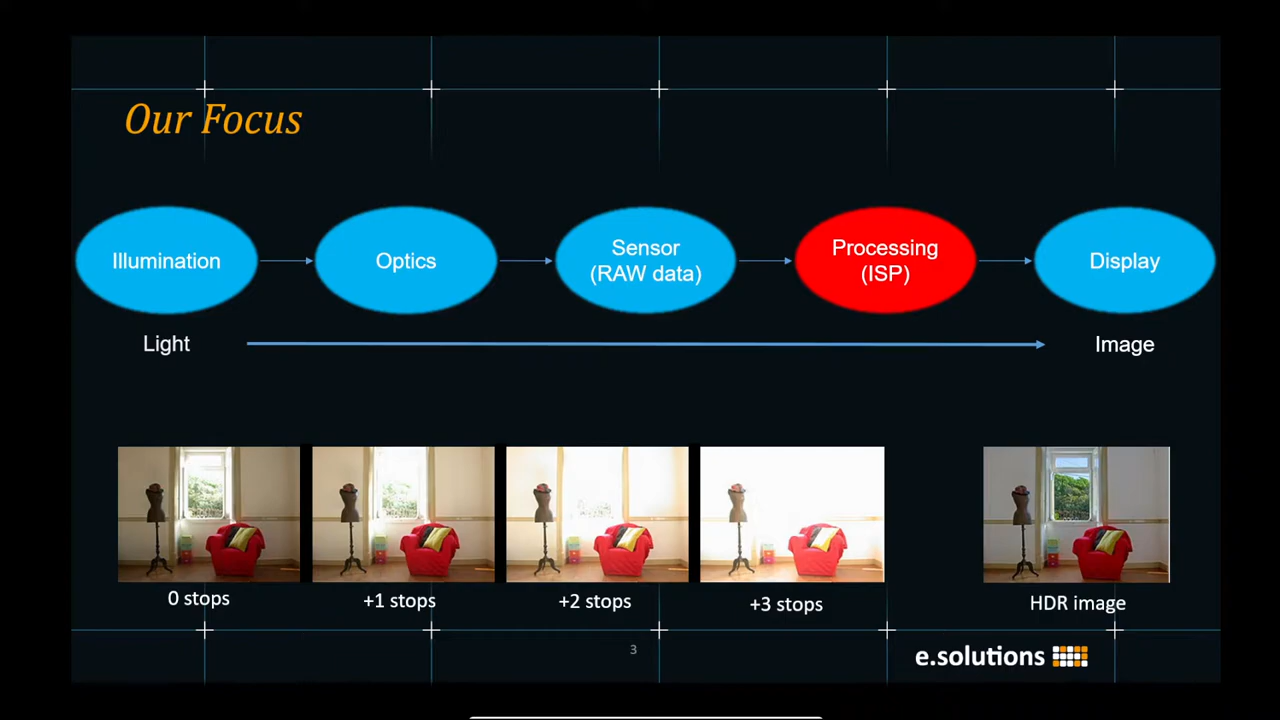 Our Focus
Illumination
Optics
Sensor
(RAW data)
Processing
(ISP)
Display
Light
Image
0 stops
+1 stops
+2 stops
+3 stops
HDR image
3
e.solutions